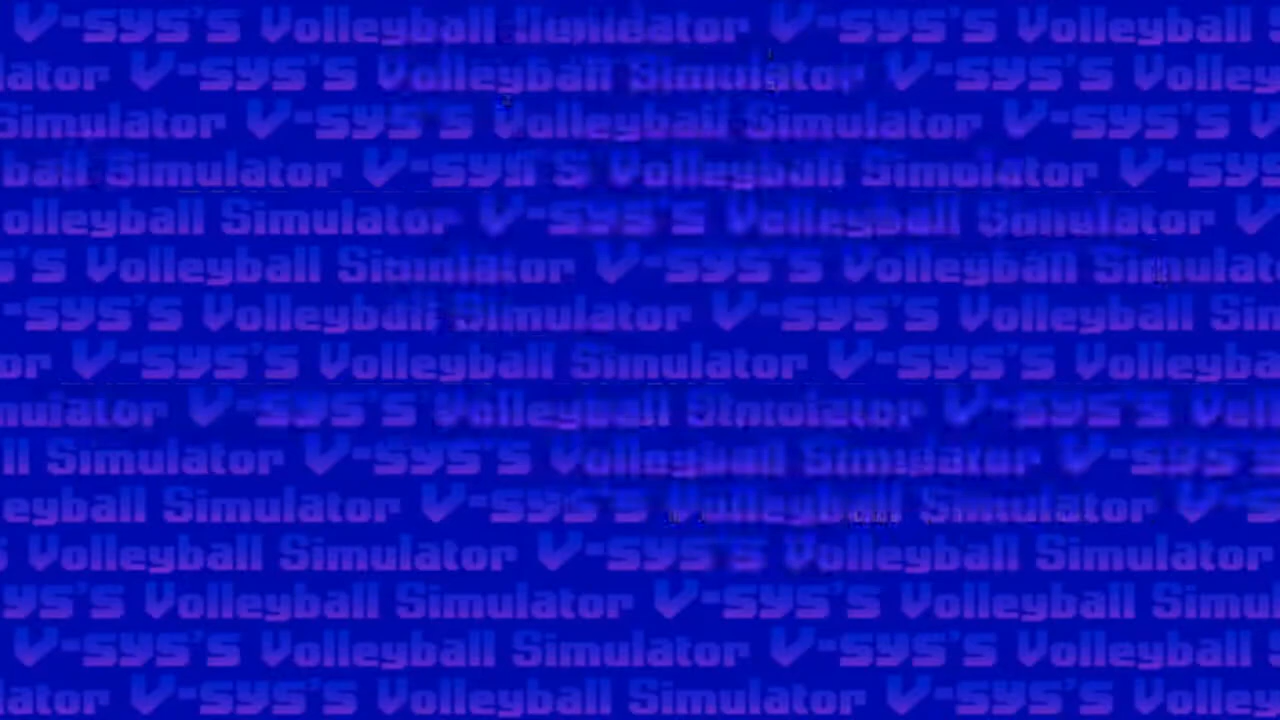 V-SYS'S Volleyball Simulator V-SYS'S Volleyball S
lator V-SYS'S Volleyball Simulator V-SYS'S Volley
Simulator V-SYS'S Volleyball Simulator V-SYS'S V
ball Simulator V-SYS'S Volleyball Simulator V-SYS
olleyball Simulator V-SYS'S Volleyball Simulator V
S'S Volleyball Simulator V-SYS'S Volleyball Simulat
-SYS'S Volleyball Simulator V-SYS'S Volleyball Sim
or V-SYS'S Volleyball Simulator V-SYS'S Volleyba
mulator V-SYS'S Volleyball Simulator V-SYS'S Voll
ll Simulator V-SYS'S Volleyball Simulator V-SYS'S
eyball Simulator V-SYS'S Volleyball Simulator V-S
S Volleyball Simulator V-SYS'S Volleyball Simulator
YS'S Volleyball Simulator V-SYS'S Volleyball Simu
V-SYS'S Volleyball Simulator V-SYS'S Volleyball S
lator V-SYS'S Volleyball Simulator V-SYS'S Volley